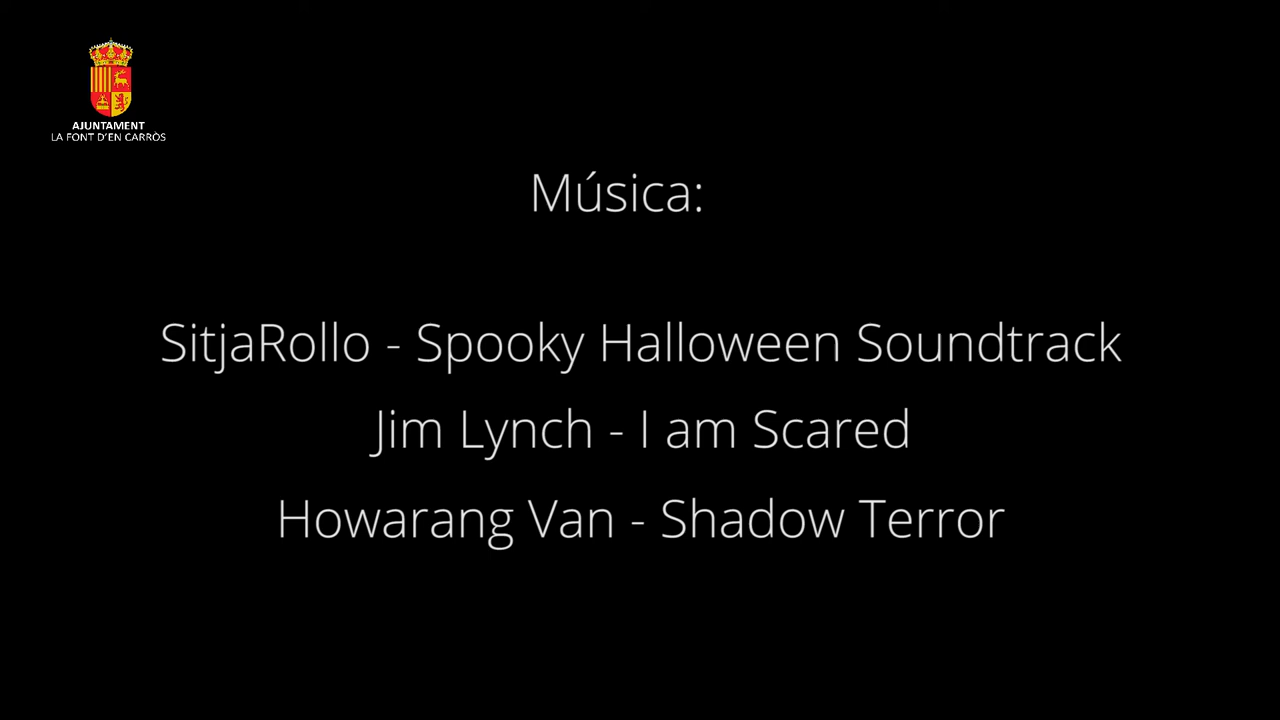 AJUNTAMENT
LA FONT D'EN CARRÒS
Música:
SitjaRollo - Spooky Halloween Soundtrack
Jim Lynch - I am Scared
Howarang Van - Shadow Terror